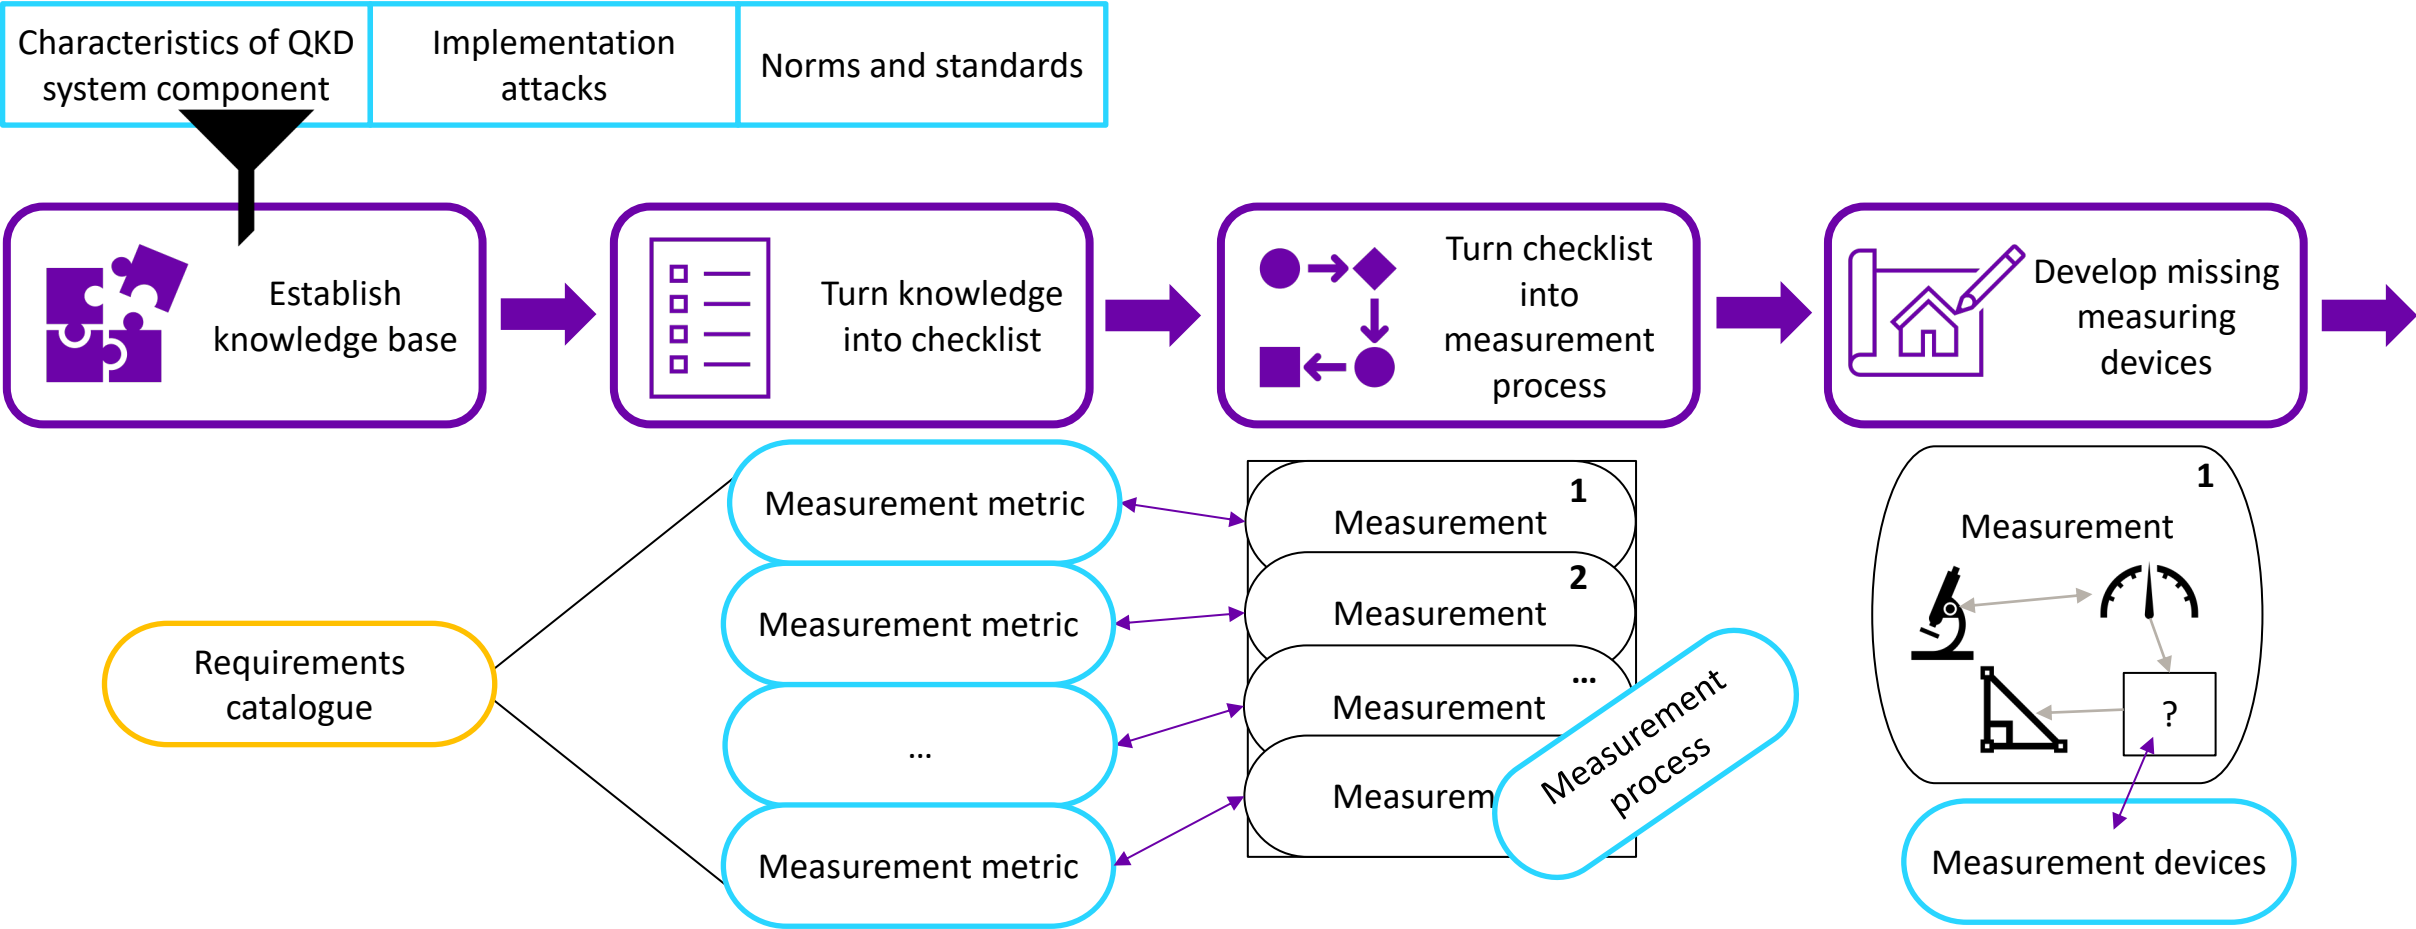 Characteristics of QKD
system component
Implementation
attacks
Norms and standards
Establish
knowledge base
Turn knowledge
into checklist
Turn checklist
into
measurement
process
Develop missing
measuring
devices
Requirements
catalogue
Measurement metric
Measurement metric
...
Measurement metric
1
Measurement
2
Measurement
...
Measurement
Measurem
Measurement
process
1
Measurement
?
Measurement devices